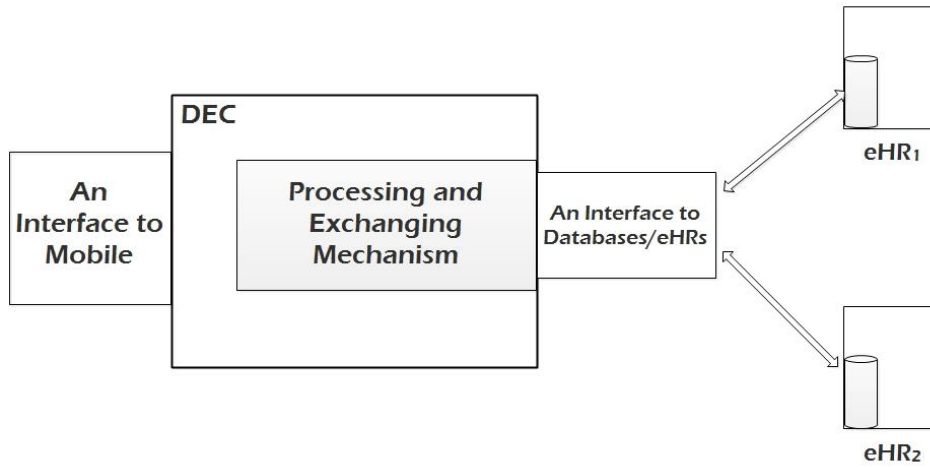 DEC
An
Interface to
Mobile
Processing and
Exchanging
Mechanism
An Interface to
Databases/eHRs
eHR₁
eHR₂